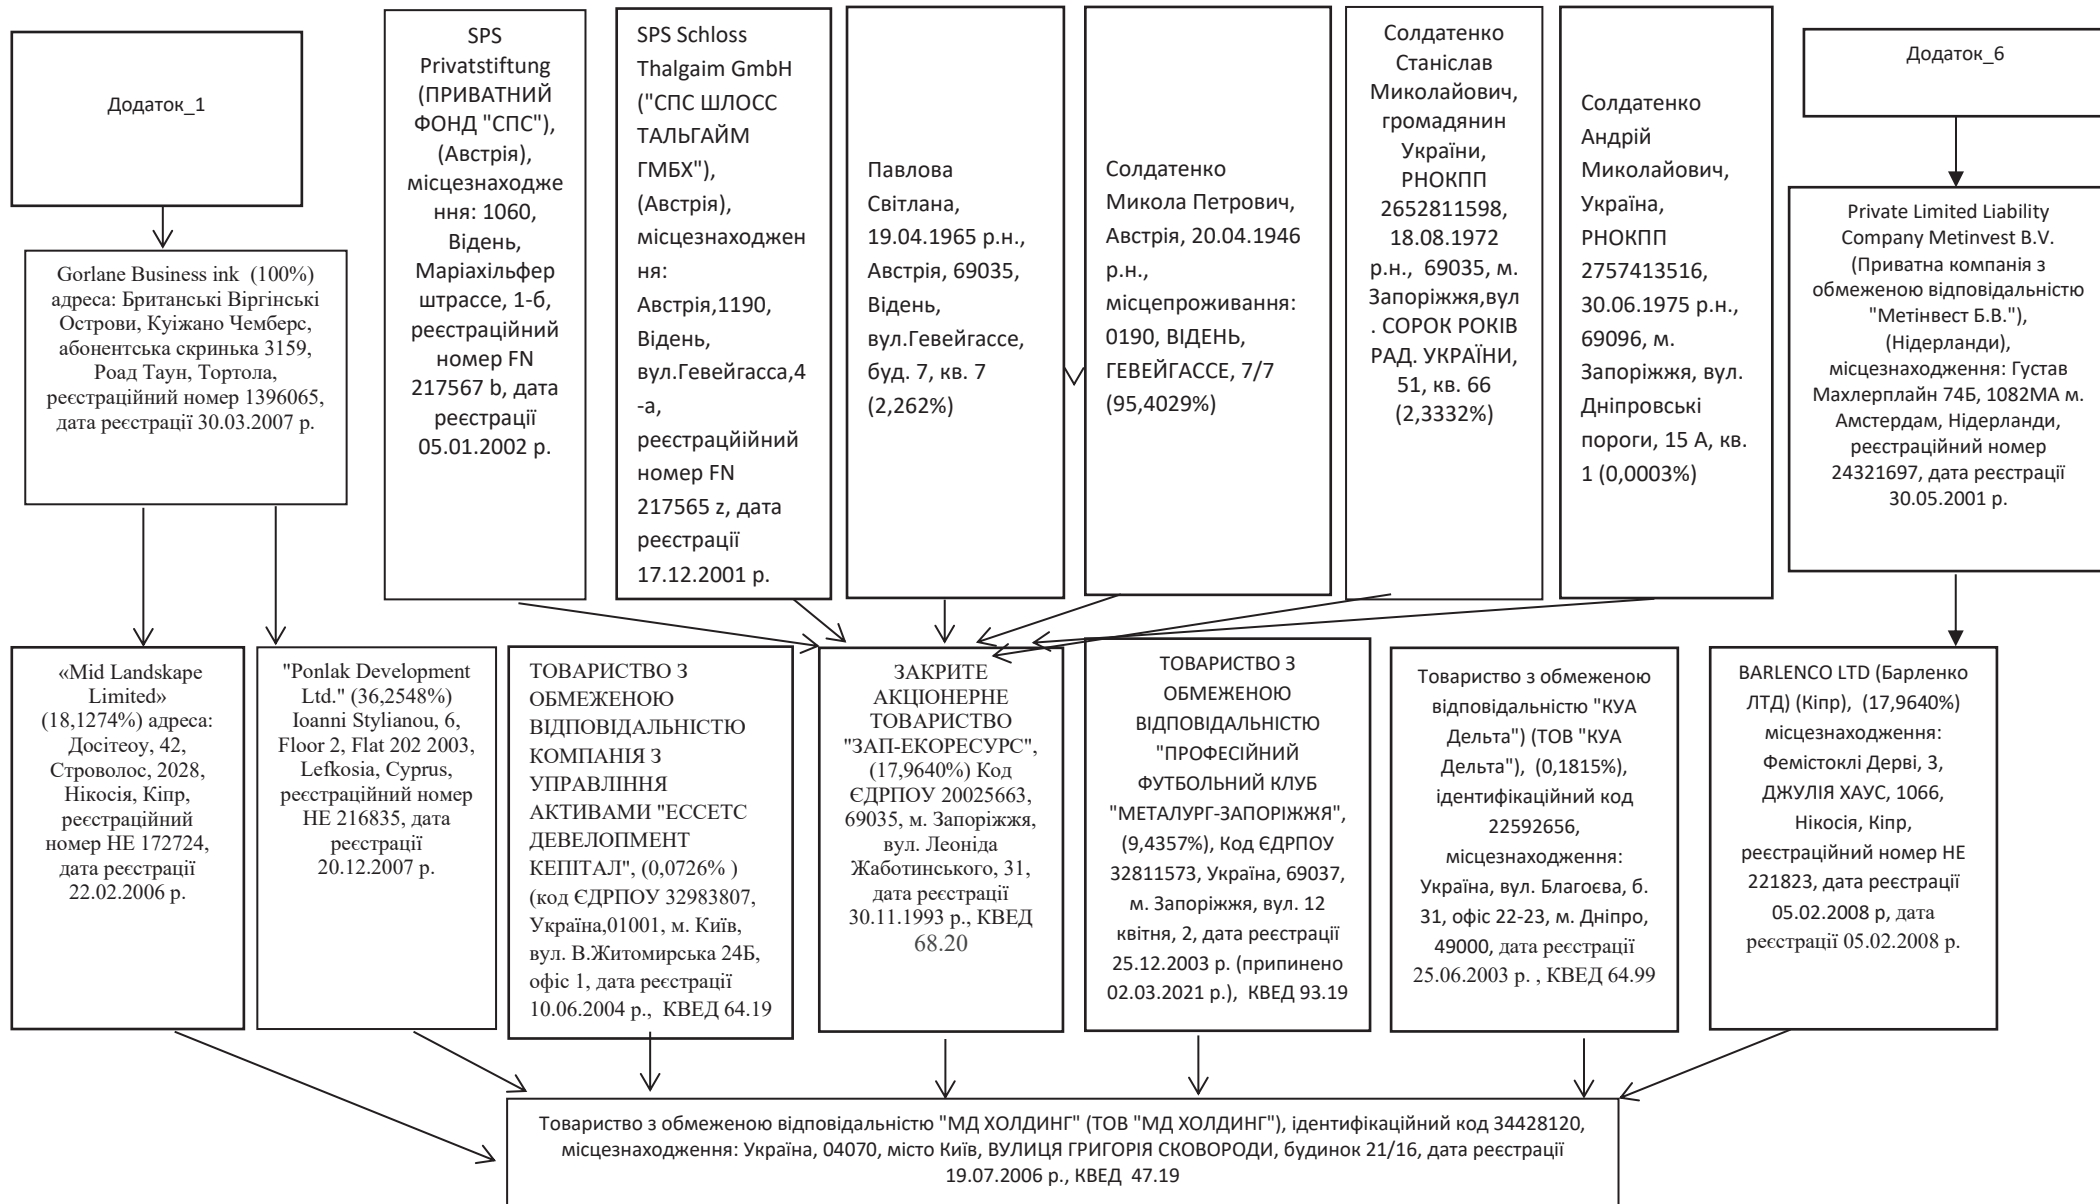 Додаток_1
SPS
Privatstiftung
(ПРИВАТНИЙ
ФОНД "СПС"),
(Австрія),
місцезнаходже
ння: 1060,
Відень,
Маріахільфер
штрассе, 1-б,
реєстраційний
номер FN
217567 b, дата
реєстрації
05.01.2002 р.
SPS Schloss
Thalgaim GmbH
("СПС ШЛОСС
ТАЛЬГАЙМ
ГМБХ"),
(Австрія),
місцезнаходжен
ня:
Австрія,1190,
Відень,
вул.Гевейгасса,4
-а,
реєстраційійний
номер FN
217565 z, дата
реєстрації
17.12.2001 р.
Павлова
Світлана,
19.04.1965 р.н.,
Австрія, 69035,
Відень,
вул.Гевейгассе,
буд. 7, кв. 7
(2,262%)
Солдатенко
Микола Петрович,
Австрія, 20.04.1946
р.н.,
місцепроживання:
0190, ВІДЕНЬ,
ГЕВЕЙГАССЕ, 7/7
(95,4029%)
Солдатенко
Станіслав
Миколайович,
громадянин
України,
РНОКПП
2652811598,
18.08.1972
р.н., 69035, м.
Запоріжжя,вул
. СОРОК РОКІВ
РАД. УКРАЇНИ,
51, кв. 66
(2,3332%)
Солдатенко
Андрій
Миколайович,
Україна,
РНОКПП
2757413516,
30.06.1975 р.н.,
69096, м.
Запоріжжя, вул.
Дніпровські
пороги, 15 А, кв.
1 (0,0003%)
Додаток_6
Gorlane Business ink (100%)
адреса: Британські Віргінські
Острови, Куіжано Чемберс,
абонентська скринька 3159,
Роад Таун, Тортола,
реєстраційний номер 1396065,
дата реєстрації 30.03.2007 р.
Private Limited Liability
Company Metinvest B.V.
(Приватна компанія з
обмеженою відповідальністю
"Метінвест Б.В."),
(Нідерланди),
місцезнаходження: Густав
Махлерплайн 74Б, 1082МА м.
Амстердам, Нідерланди,
реєстраційний номер
24321697, дата реєстрації
30.05.2001 р.
«Mid Landskape
Limited»
(18,1274%) адреса:
Досітеоу, 42,
Строволос, 2028,
Нікосія, Кіпр,
реєстраційний
номер НЕ 172724,
дата реєстрації
22.02.2006 р.
"Ponlak Development
Ltd." (36,2548%)
Ioanni Stylianou, 6,
Floor 2, Flat 202 2003,
Lefkosia, Cyprus,
реєстраційний номер
НЕ 216835, дата
реєстрації
20.12.2007 р.
ТОВАРИСТВО З
ОБМЕЖЕНОЮ
ВІДПОВІДАЛЬНІСТЮ
КОМПАНІЯ З
УПРАВЛІННЯ
АКТИВАМИ "ЕССЕТС
ДЕВЕЛОПМЕНТ
КЕПІТАЛ", (0,0726% )
(код ЄДРПОУ 32983807,
Україна,01001, м. Київ,
вул. В.Житомирська 24Б,
офіс 1, дата реєстрації
10.06.2004 р., КВЕД 64.19
ЗАКРИТЕ
АКЦІОНЕРНЕ
ТОВАРИСТВО
"ЗАП-ЕКОРЕСУРС",
(17,9640%) Код
ЄДРПОУ 20025663,
69035, м. Запоріжжя,
вул. Леоніда
Жаботинського, 31,
дата реєстрації
30.11.1993 р., КВЕД
68.20
ТОВАРИСТВО З
ОБМЕЖЕНОЮ
ВІДПОВІДАЛЬНІСТЮ
"ПРОФЕСІЙНИЙ
ФУТБОЛЬНИЙ КЛУБ
"МЕТАЛУРГ-ЗАПОРІЖЖЯ",
(9,4357%), Код ЄДРПОУ
32811573, Україна, 69037,
м. Запоріжжя, вул. 12
квітня, 2, дата реєстрації
25.12.2003 р. (припинено
02.03.2021 р.), КВЕД 93.19
Товариство з обмеженою
відповідальністю "КУА
Дельта") (ТОВ "КУА
Дельта"), (0,1815%),
ідентифікаційний код
22592656,
місцезнаходження:
Україна, вул. Благоєва, б.
31, офіс 22-23, м. Дніпро,
49000, дата реєстрації
25.06.2003 р. , КВЕД 64.99
BARLENCO LTD (Барленко
ЛТД) (Кіпр), (17,9640%)
місцезнаходження:
Фемістоклі Дерві, 3,
ДЖУЛІЯ ХАУС, 1066,
Нікосія, Кіпр,
реєстраційний номер НЕ
221823, дата реєстрації
05.02.2008 р, дата
реєстрації 05.02.2008 р.
Товариство з обмеженою відповідальністю "МД ХОЛДИНГ" (ТОВ "МД ХОЛДИНГ"), ідентифікаційний код 34428120,
місцезнаходження: Україна, 04070, місто Київ, ВУЛИЦЯ ГРИГОРІЯ СКОВОРОДИ, будинок 21/16, дата реєстрації
19.07.2006 р., КВЕД 47.19